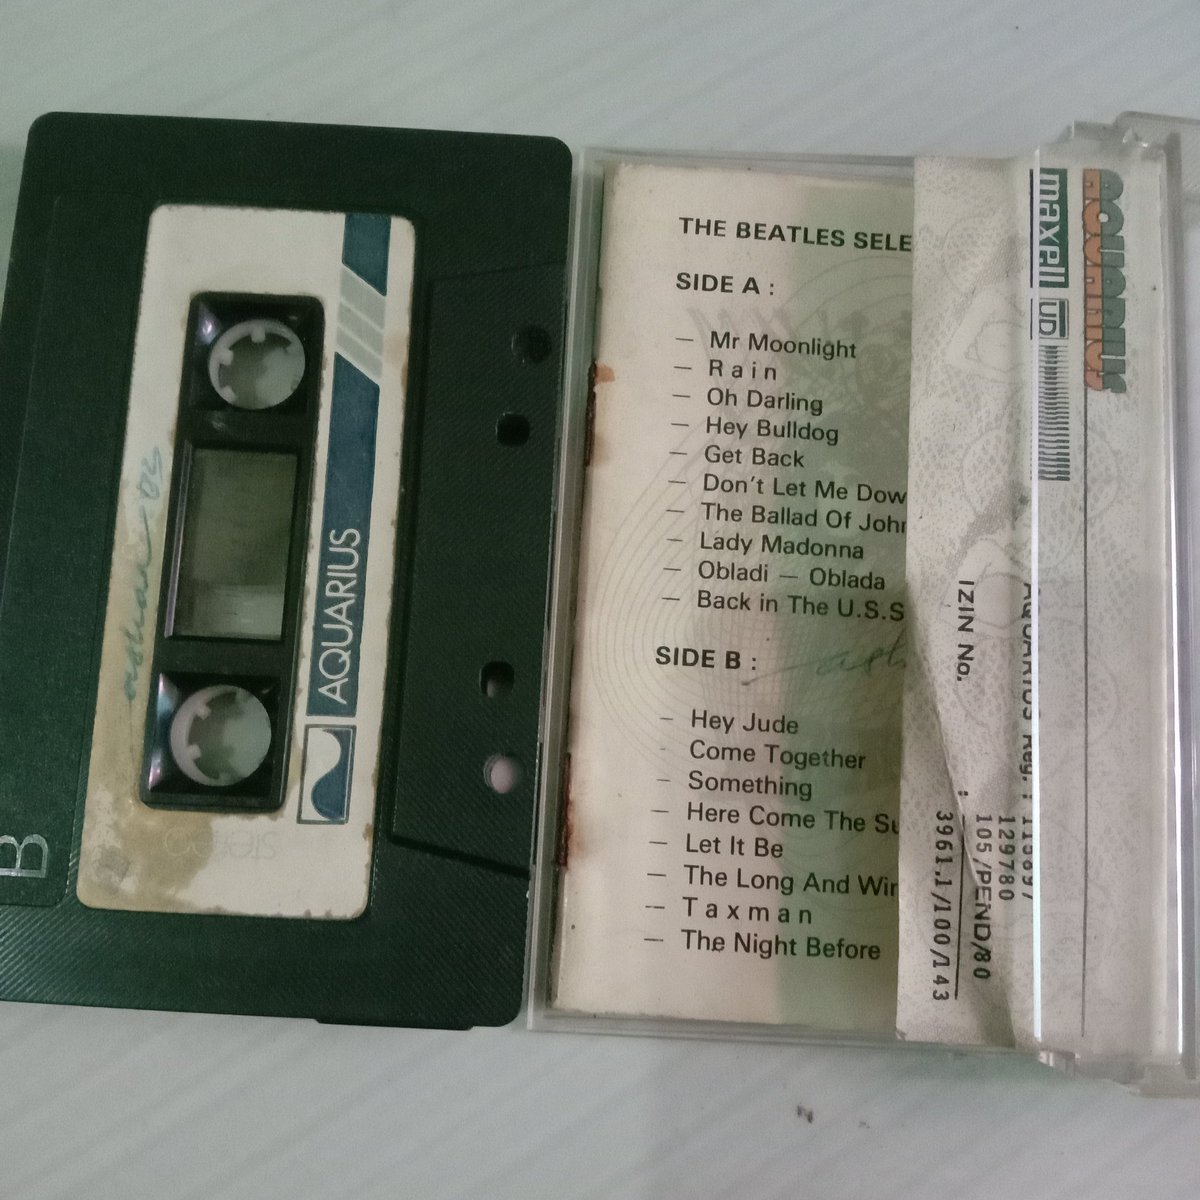 AQUARIUS
B
THE BEATLES SELE
SIDE A :
— Mr Moonlight
— R a i n
— Oh Darling
— Hey Bulldog
— Get Back
— Don't Let Me Dow
— The Ballad Of John
— Lady Madonna
— Obladi — Oblada
— Back in The U.S.S
SIDE B :
— Hey Jude
Come Together
— Something
— Here Come The Su
— Let It Be
— The Long And Win
— T a x m a n
— The Night Before
AQUARIUS
maxell UD
AQUARIUS Reg. : 115897
129780
IZIN No. : 105/PEND/80
3961.1/100/143